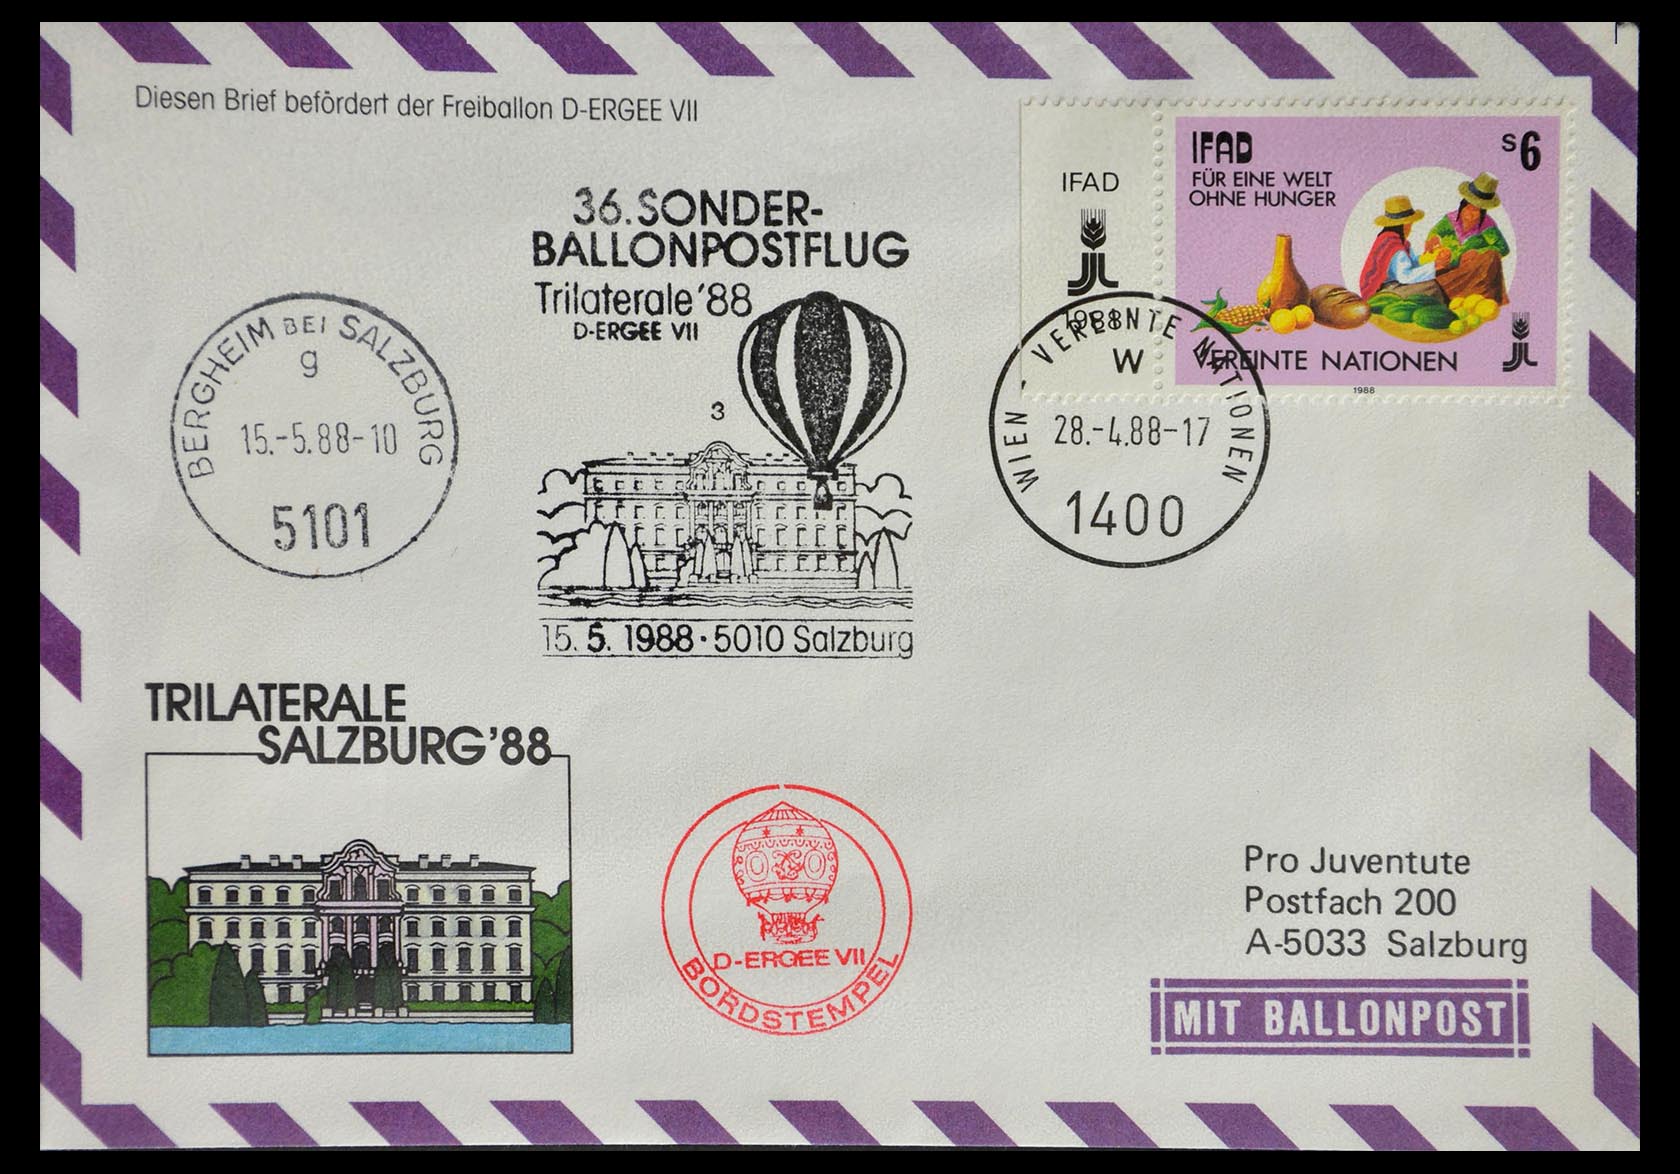 Diesen Brief befördert der Freiballon D-ERGEE VII
36. SONDER-
BALLONPOSTFLUG
Trilaterale '88
D-ERGEE VII
3
15. 5. 1988 · 5010 Salzburg
BERGHEIM BEI SALZBURG
g
15.-5.88-10
5101
IFAD
1988
IFAD
FÜR EINE WELT
OHNE HUNGER
s6
VEREINTE NATIONEN
1988
WIEN VEREINTE NATIONEN
W
28.-4.88-17
1400
TRILATERALE
SALZBURG '88
D-ERGEE VII
BORDSTEMPEL
Pro Juventute
Postfach 200
A-5033 Salzburg
MIT BALLONPOST